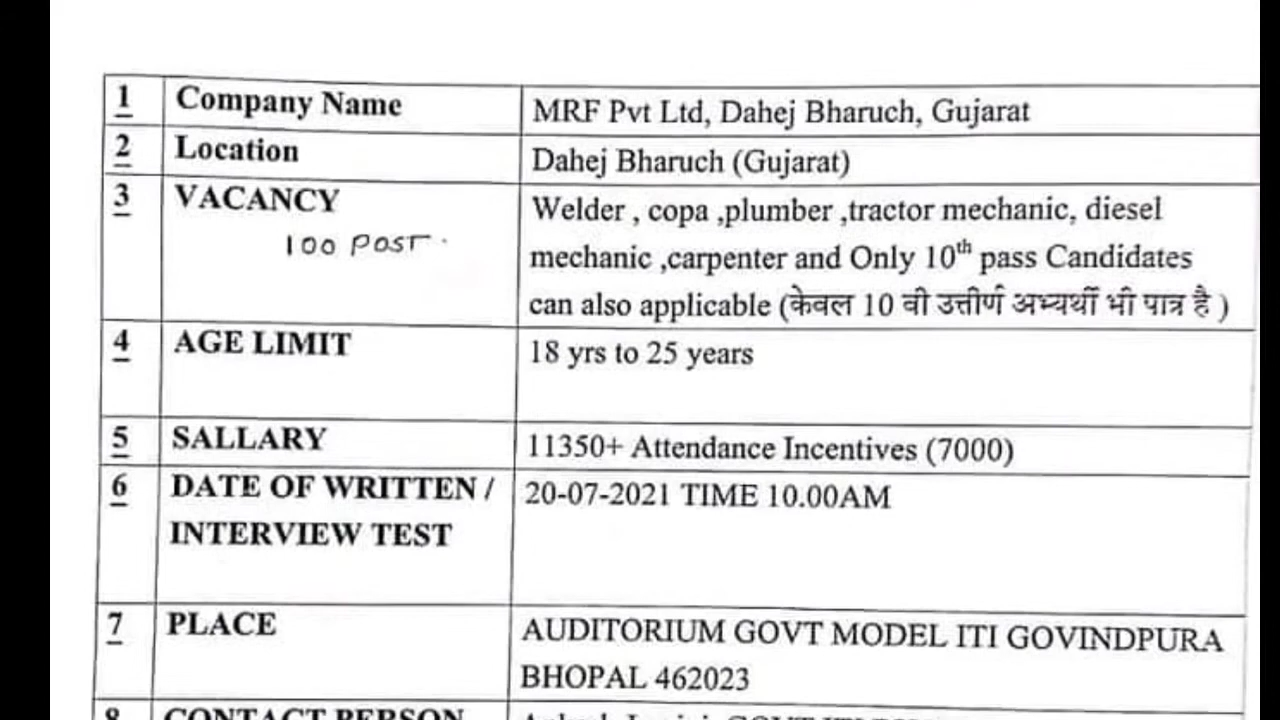 1 Company Name MRF Pvt Ltd, Dahej Bharuch, Gujarat
2 Location Dahej Bharuch (Gujarat)
3 VACANCY Welder , copa ,plumber ,tractor mechanic, diesel
100 POST. mechanic ,carpenter and Only 10th pass Candidates
can also applicable (केवल 10 वी उत्तीर्ण अभ्यर्थी भी पात्र है )
4 AGE LIMIT 18 yrs to 25 years
5 SALLARY 11350+ Attendance Incentives (7000)
6 DATE OF WRITTEN / 20-07-2021 TIME 10.00AM
INTERVIEW TEST
7 PLACE AUDITORIUM GOVT MODEL ITI GOVINDPURA
BHOPAL 462023
8 CONTACT PERSON